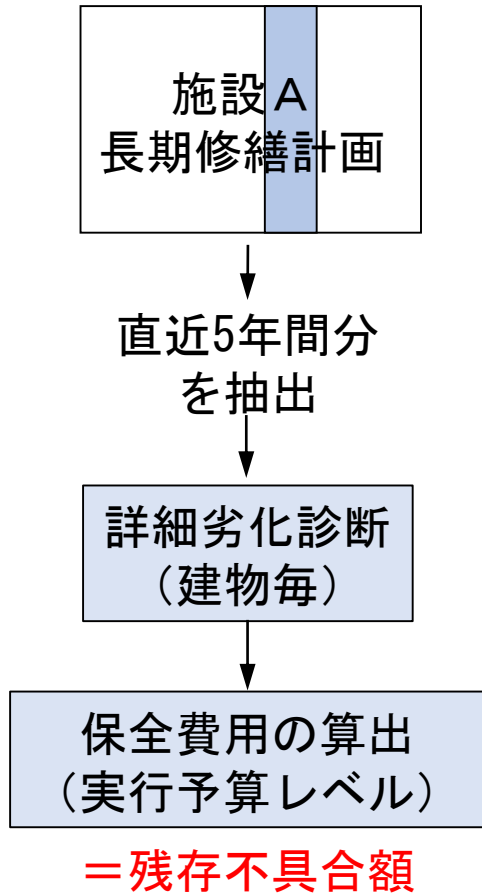 施設Ａ
長期修繕計画
直近5年間分
を抽出
詳細劣化診断
（建物毎）
保全費用の算出
（実行予算レベル）
＝残存不具合額